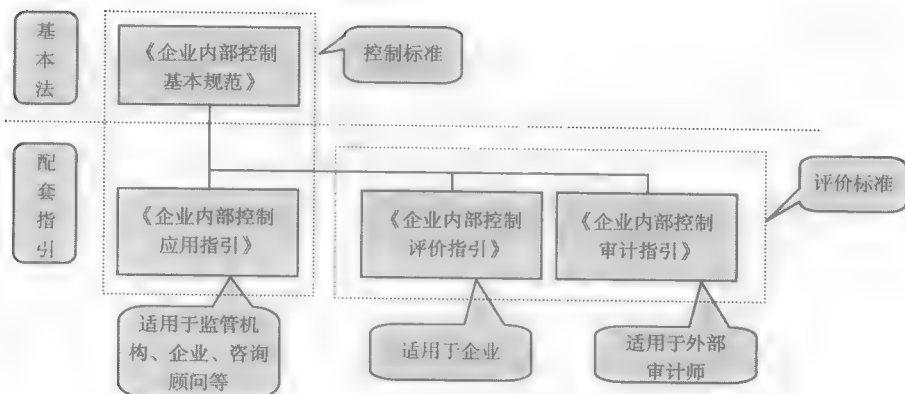 基
本
法
《企业内部控制
基本规范》
控制标准
配
套
指
引
《企业内部控制
应用指引》
《企业内部控制
评价指引》
《企业内部控制
审计指引》
评价标准
适用于监管机
构、企业、咨询
顾问等
适用于企业
适用于外部
审计师